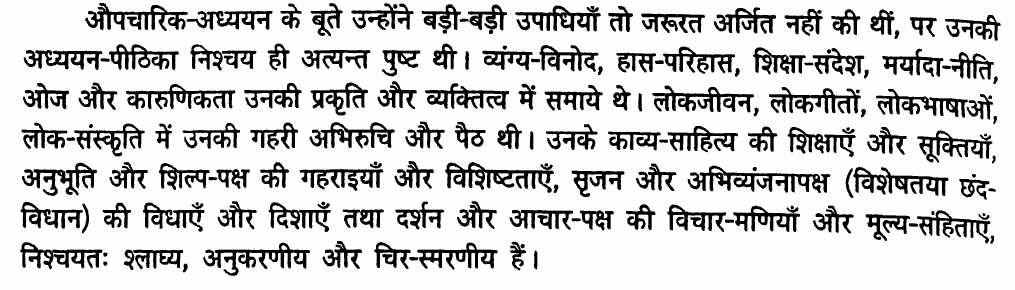 औपचारिक-अध्ययन के बूते उन्होंने बड़ी-बड़ी उपाधियाँ तो जरूरत अर्जित नहीं की थीं, पर उनकी
अध्ययन-पीठिका निश्चय ही अत्यन्त पुष्ट थी। व्यंग्य-विनोद, हास-परिहास, शिक्षा-संदेश, मर्यादा-नीति,
ओज और कारुणिकता उनकी प्रकृति और व्यक्तित्व में समाये थे। लोकजीवन, लोकगीतों, लोकभाषाओं,
लोक-संस्कृति में उनकी गहरी अभिरुचि और पैठ थी। उनके काव्य-साहित्य की शिक्षाएँ और सूक्तियाँ,
अनुभूति और शिल्प-पक्ष की गहराइयाँ और विशिष्टताएँ, सृजन और अभिव्यंजनापक्ष (विशेषतया छंद-
विधान) की विधाएँ और दिशाएँ तथा दर्शन और आचार-पक्ष की विचार-मणियाँ और मूल्य-संहिताएँ,
निश्चयतः श्लाघ्य, अनुकरणीय और चिर-स्मरणीय हैं।